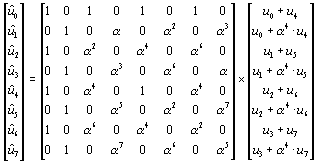 û₀ 1 0 1 0 1 0 1 0 u₀ + u₄
û₁ 0 1 0 α 0 α² 0 α³ u₀ + α⁴ · u₄
û₂ 1 0 α² 0 α⁴ 0 α⁶ 0 u₁ + u₅
û₃ = 0 1 0 α³ 0 α⁶ 0 α × u₁ + α⁴ · u₅
û₄ 1 0 α⁴ 0 1 0 α⁴ 0 u₂ + u₆
û₅ 0 1 0 α⁵ 0 α² 0 α⁷ u₂ + α⁴ · u₆
û₆ 1 0 α⁶ 0 α⁴ 0 α² 0 u₃ + u₇
û₇ 0 1 0 α⁷ 0 α⁶ 0 α⁵ u₃ + α⁴ · u₇